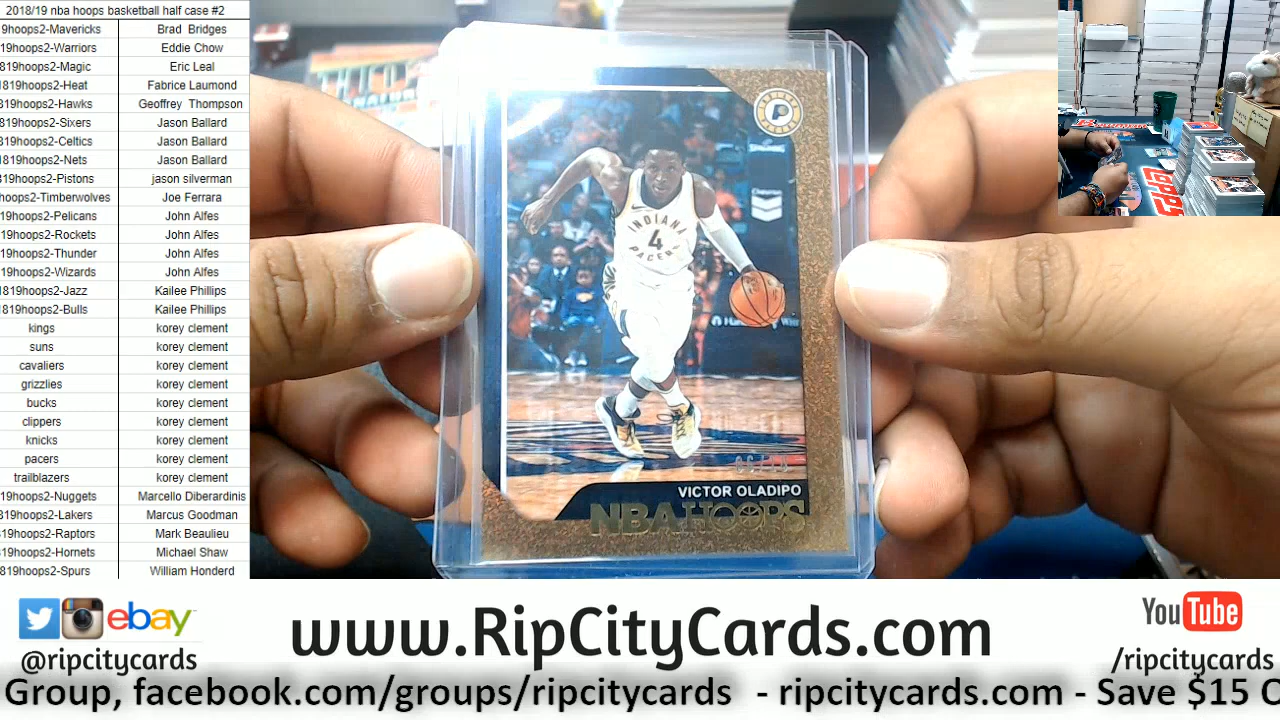 2018/19 nba hoops basketball half case #2
9hoops2-Mavericks Brad Bridges
19hoops2-Warriors Eddie Chow
819hoops2-Magic Eric Leal
1819hoops2-Heat Fabrice Laumond
819hoops2-Hawks Geoffrey Thompson
819hoops2-Sixers Jason Ballard
819hoops2-Celtics Jason Ballard
1819hoops2-Nets Jason Ballard
819hoops2-Pistons jason silverman
hoops2-Timberwolves Joe Ferrara
19hoops2-Pelicans John Alfes
19hoops2-Rockets John Alfes
19hoops2-Thunder John Alfes
19hoops2-Wizards John Alfes
1819hoops2-Jazz Kailee Phillips
1819hoops2-Bulls Kailee Phillips
kings korey clement
suns korey clement
cavaliers korey clement
grizzlies korey clement
bucks korey clement
clippers korey clement
knicks korey clement
pacers korey clement
trailblazers korey clement
19hoops2-Nuggets Marcello Diberardinis
819hoops2-Lakers Marcus Goodman
19hoops2-Raptors Mark Beaulieu
19hoops2-Hornets Michael Shaw
819hoops2-Spurs William Honderd
INDIANA
4
PACERS
VICTOR OLADIPO
NBA HOOPS
topps
ebay
@ripcitycards
www.RipCityCards.com
YouTube
/ripcitycards
Group, facebook.com/groups/ripcitycards - ripcitycards.com - Save $15 O